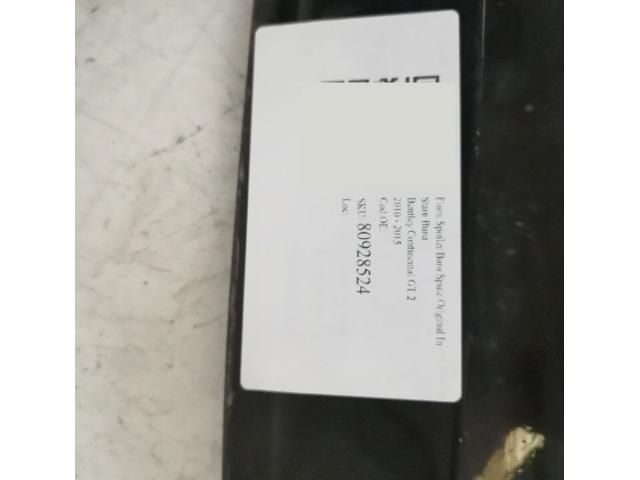 Fusta Spoiler Bara Spate Original In
Stare Buna
Bentley Continental GT 2
2010 - 2015
Cod OE:
SKU: 80928524
Loc: